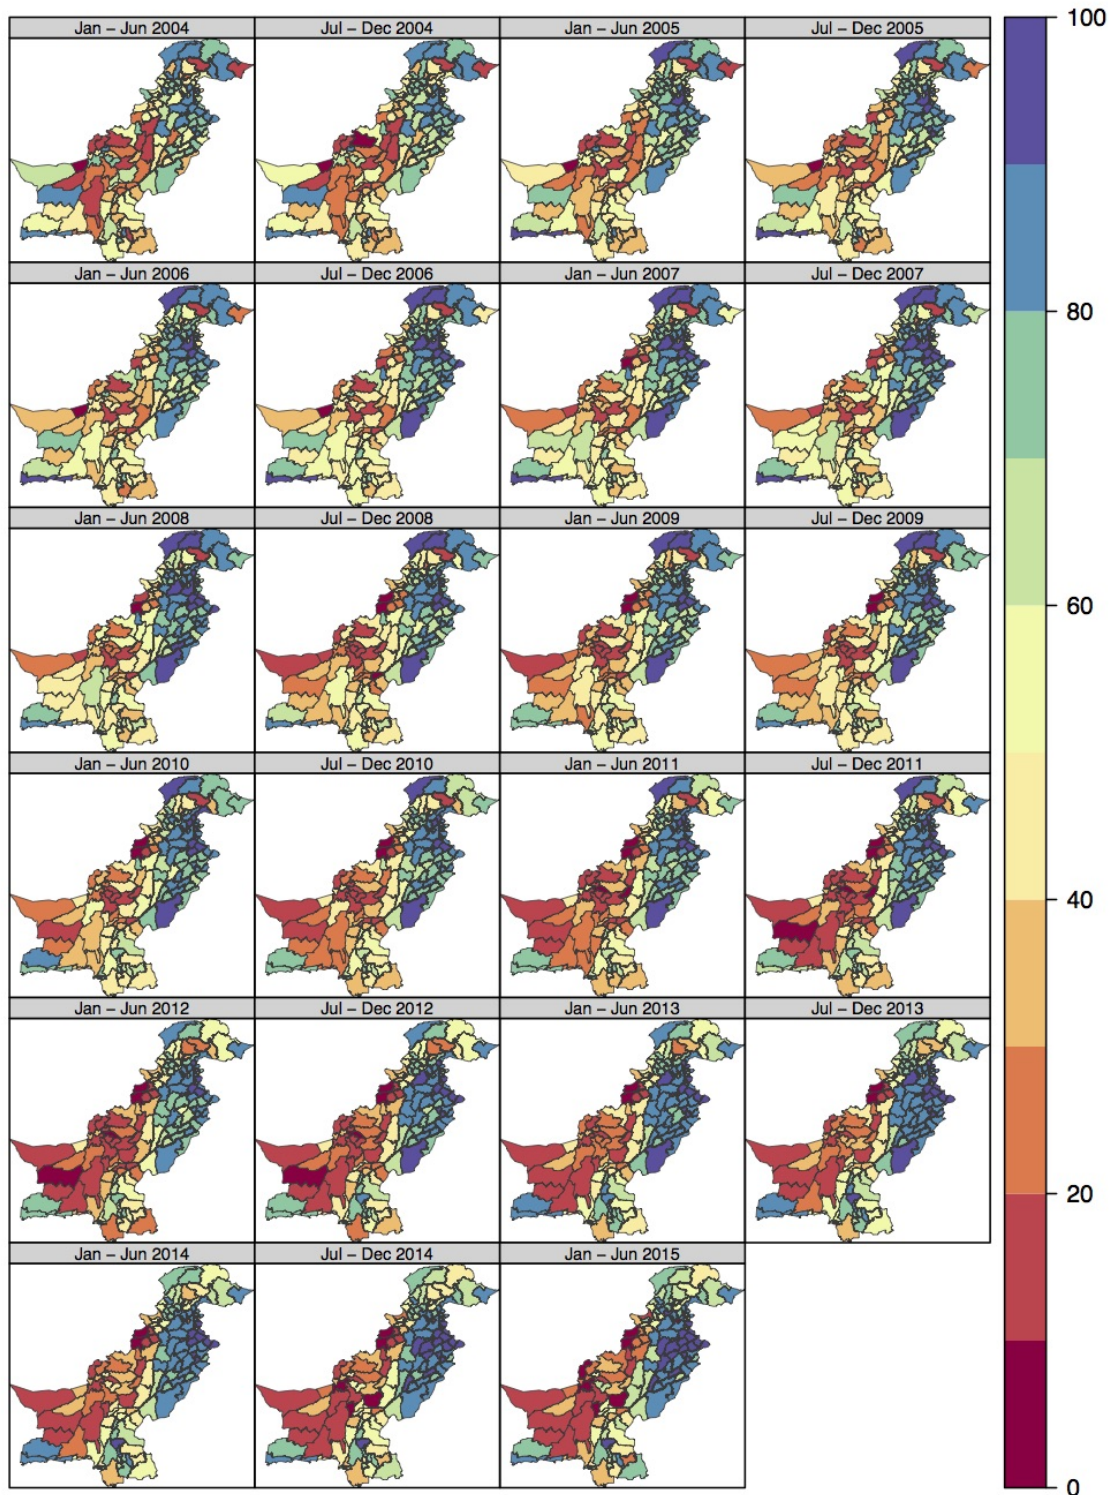 Jan – Jun 2004
Jul – Dec 2004
Jan – Jun 2005
Jul – Dec 2005
100
Jan – Jun 2006
Jul – Dec 2006
Jan – Jun 2007
Jul – Dec 2007
80
Jan – Jun 2008
Jul – Dec 2008
Jan – Jun 2009
Jul – Dec 2009
60
Jan – Jun 2010
Jul – Dec 2010
Jan – Jun 2011
Jul – Dec 2011
40
Jan – Jun 2012
Jul – Dec 2012
Jan – Jun 2013
Jul – Dec 2013
20
Jan – Jun 2014
Jul – Dec 2014
Jan – Jun 2015
0